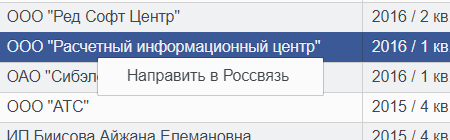 ООО "Ред Софт Центр" 2016 / 2 кв
ООО "Расчетный информационный центр" 2016 / 1 кв
ОАО "Сибэл 2016 / 1 кв
Направить в Россвязь
ООО "АТС" 2015 / 4 кв
ИП Биисова Айжана Елемановна 2015 / 4 кв